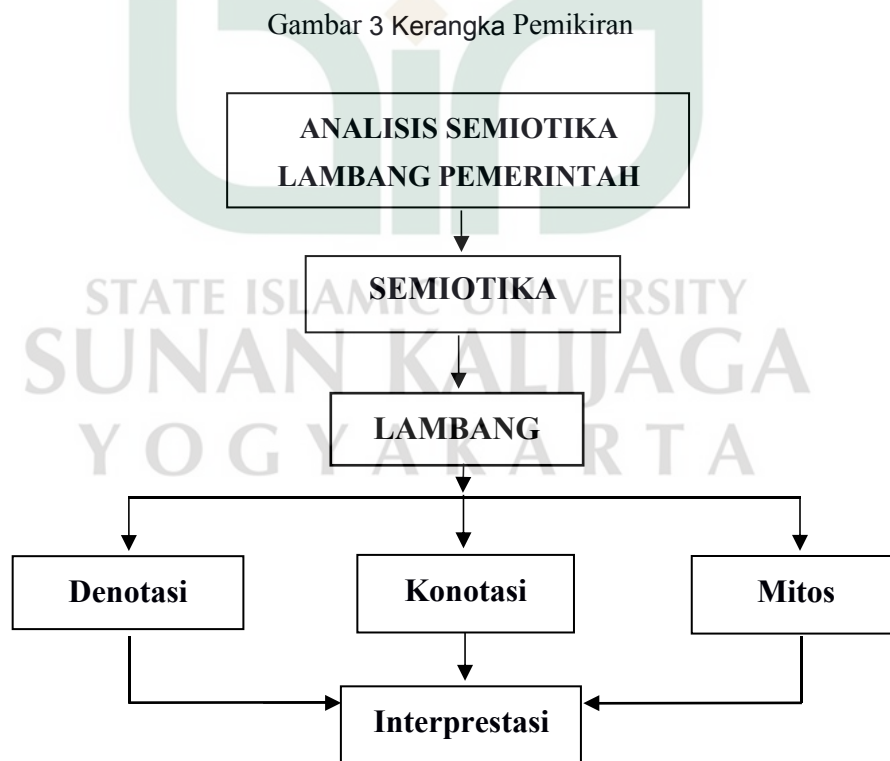 Gambar 3 Kerangka Pemikiran
ANALISIS SEMIOTIKA
LAMBANG PEMERINTAH
SEMIOTIKA
STATE ISLAMIC UNIVERSITY
SUNAN KALIJAGA
LAMBANG
YOGYAKARTA
Denotasi
Konotasi
Mitos
Interprestasi